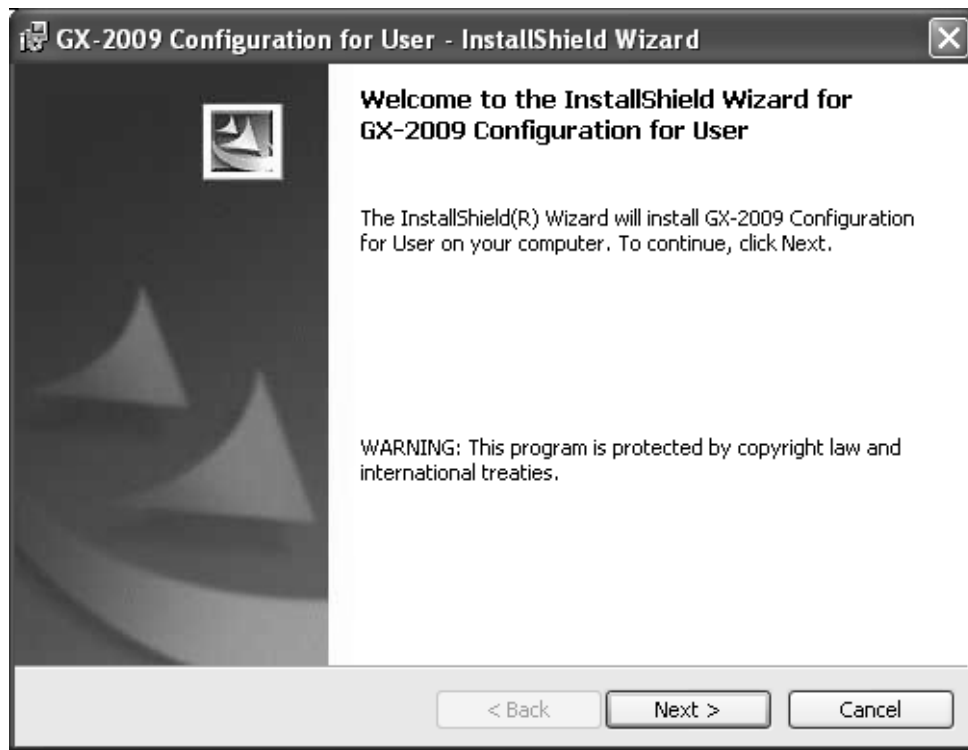 GX-2009 Configuration for User - InstallShield Wizard
Welcome to the InstallShield Wizard for
GX-2009 Configuration for User
The InstallShield(R) Wizard will install GX-2009 Configuration
for User on your computer. To continue, click Next.
WARNING: This program is protected by copyright law and
international treaties.
< Back
Next >
Cancel